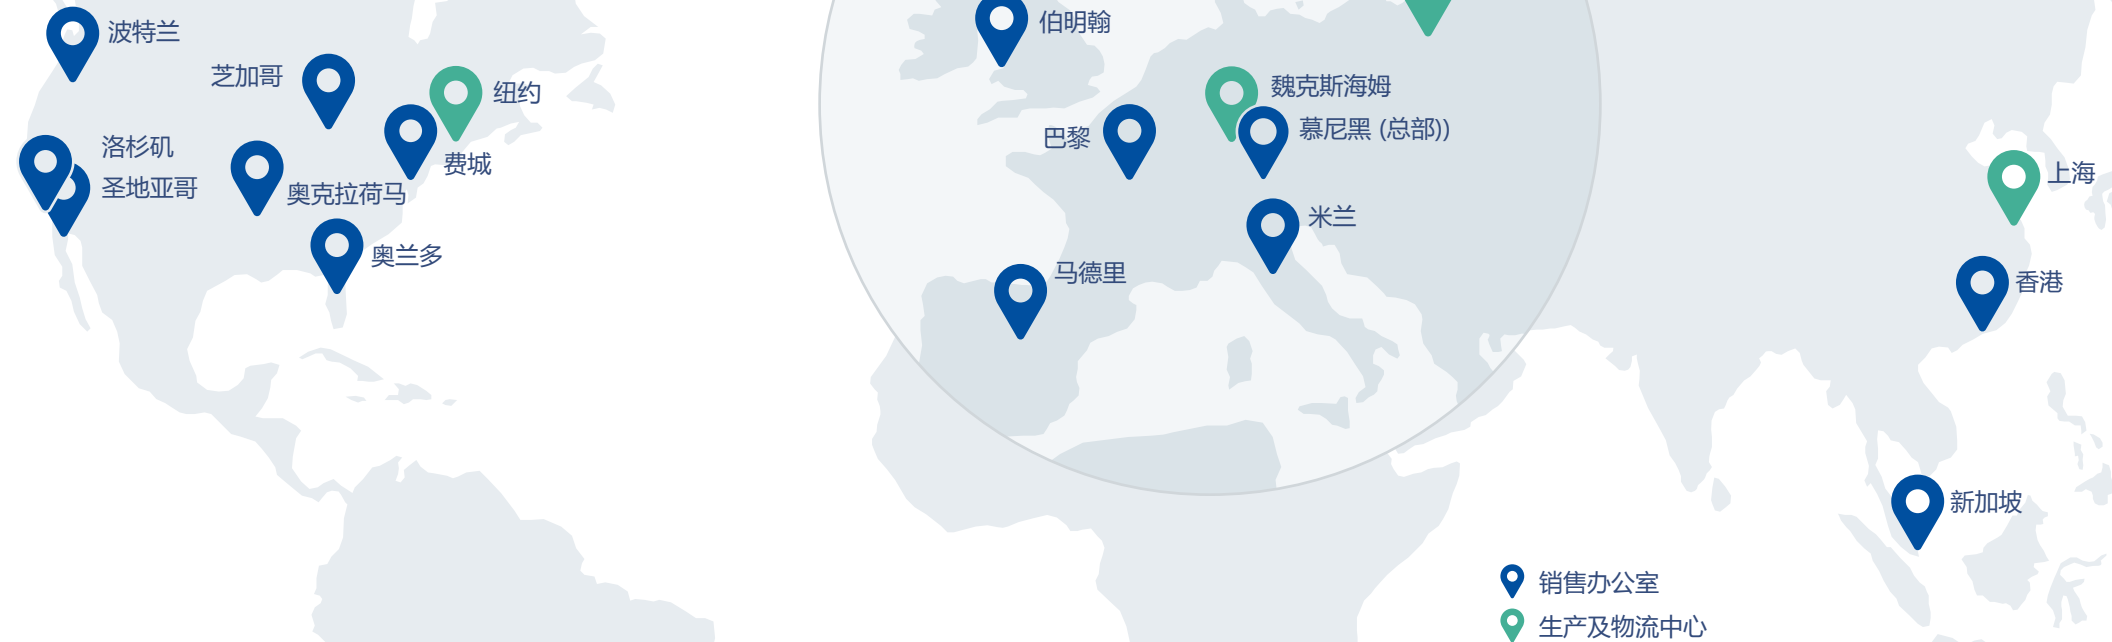 波特兰
芝加哥
纽约
洛杉矶
费城
圣地亚哥
奥克拉荷马
奥兰多
伯明翰
魏克斯海姆
慕尼黑 (总部))
巴黎
米兰
马德里
上海
香港
新加坡
销售办公室
生产及物流中心